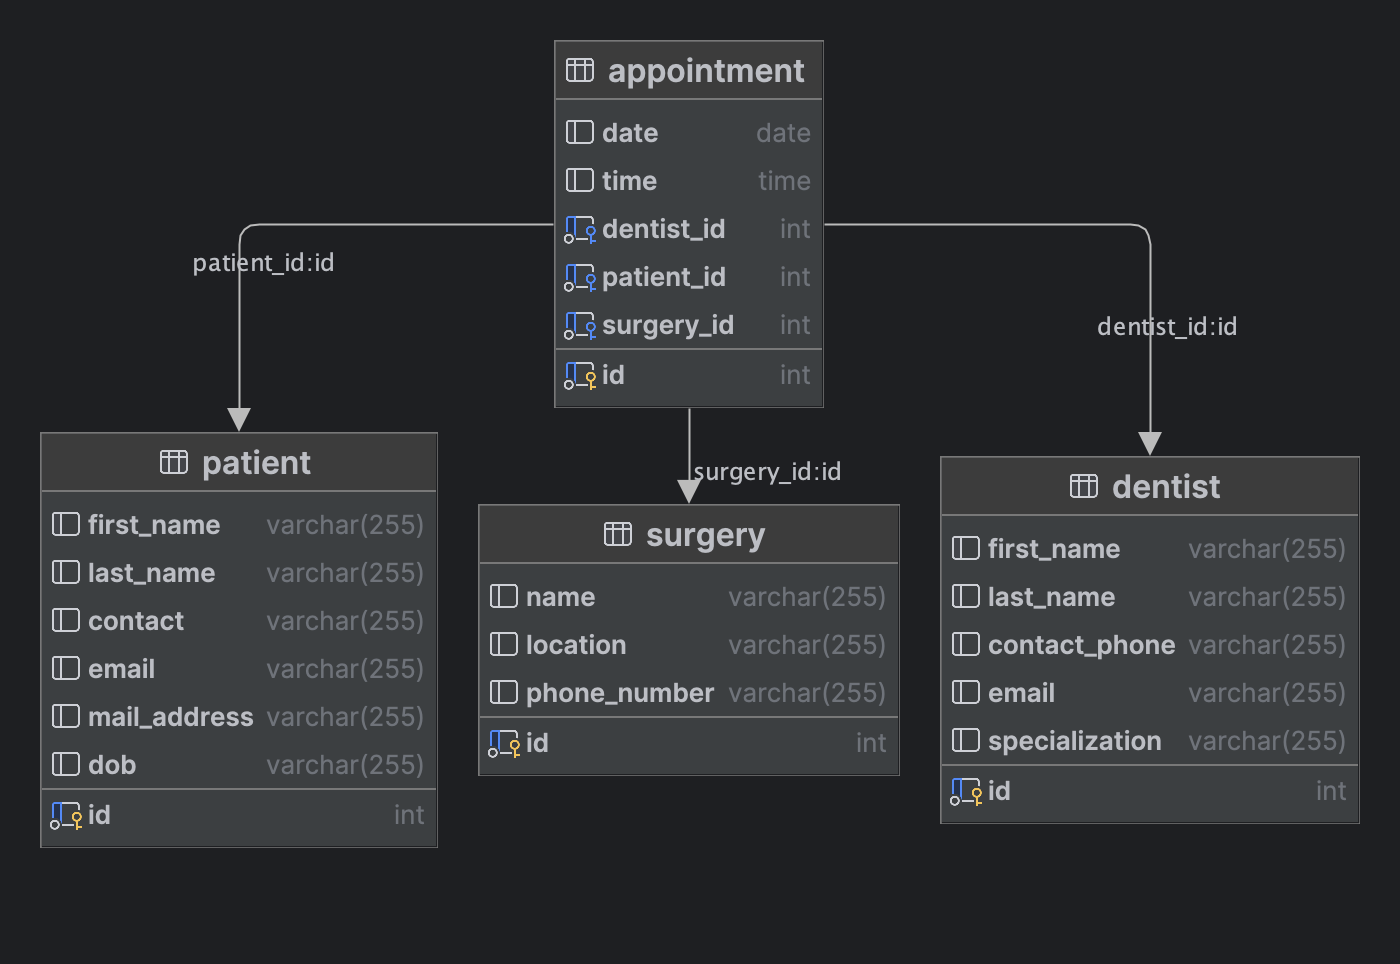 appointment
date date
time time
dentist_id int
patient_id int
surgery_id int
id int
patient_id:id
dentist_id:id
surgery_id:id
patient
first_name varchar(255)
last_name varchar(255)
contact varchar(255)
email varchar(255)
mail_address varchar(255)
dob varchar(255)
id int
surgery
name varchar(255)
location varchar(255)
phone_number varchar(255)
id int
dentist
first_name varchar(255)
last_name varchar(255)
contact_phone varchar(255)
email varchar(255)
specialization varchar(255)
id int